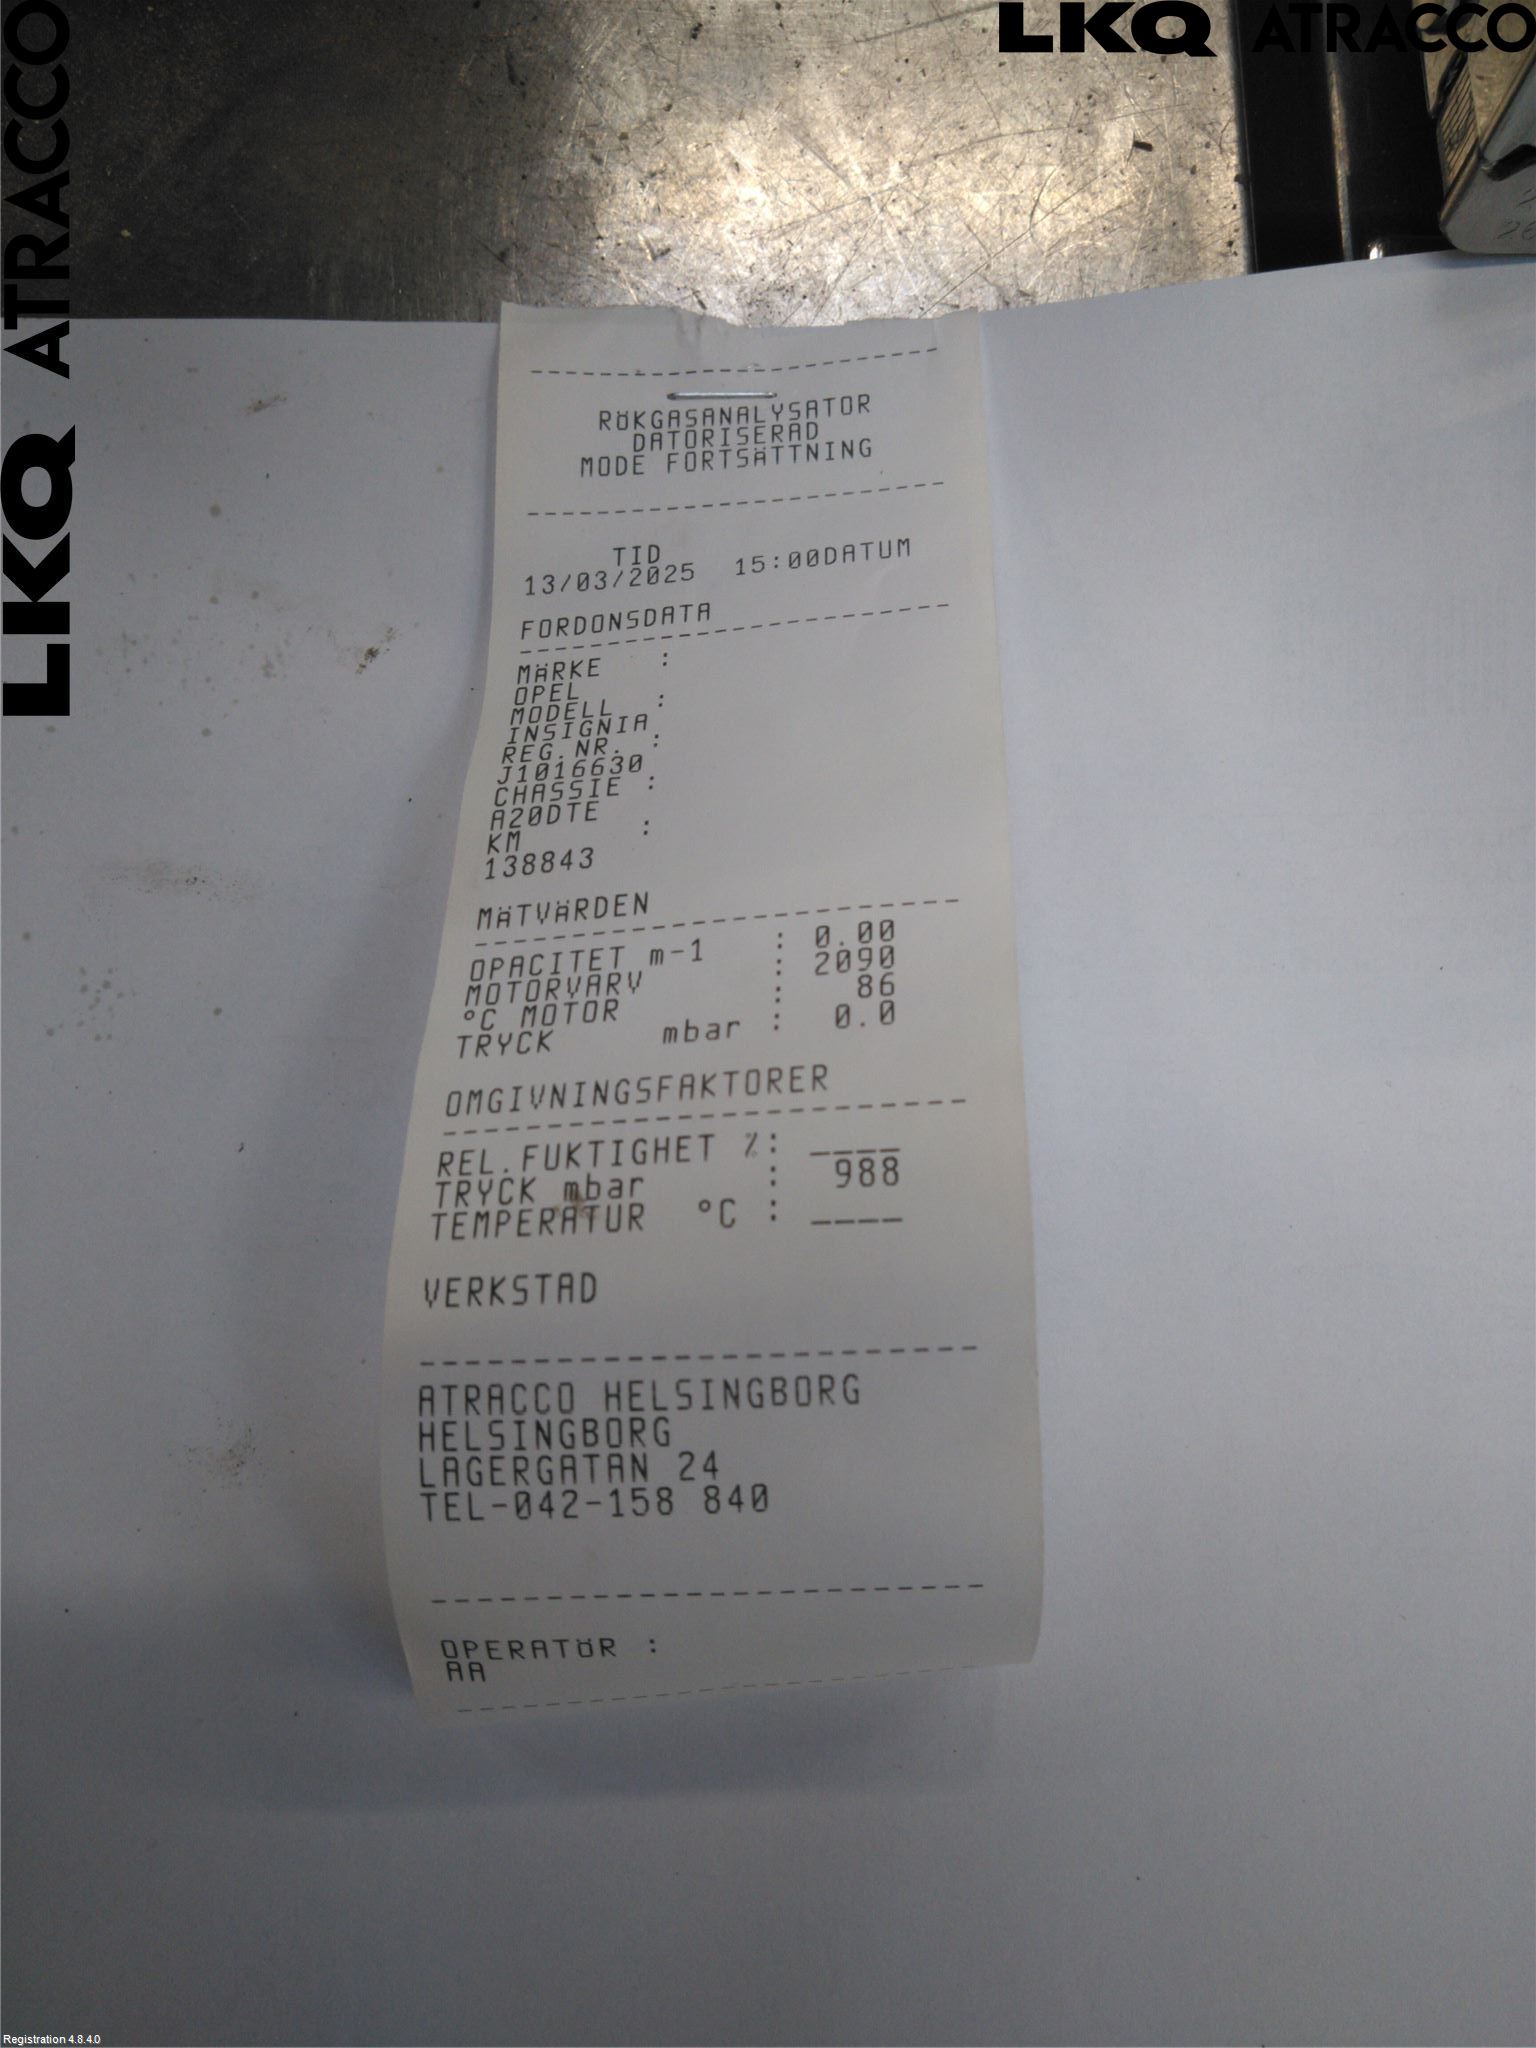 LKQ ATRACCO
LKQ ATRACCO
RÖKGASANALYSATOR
DATORISERAD
MODE FORTSÄTTNING
TID
13/03/2025 15:00DATUM
FORDONSDATA
MÄRKE :
OPEL
MODELL :
INSIGNIA
REG.NR. :
J1016630
CHASSIE :
A20DTE
KM :
138843
MÄTVÄRDEN
OPACITET m-1 : 0.00
MOTORVARV : 2090
°C MOTOR : 86
TRYCK mbar : 0.0
OMGIVNINGSFAKTORER
REL.FUKTIGHET %: ____
TRYCK mbar : 988
TEMPERATUR °C : ____
VERKSTAD
ATRACCO HELSINGBORG
HELSINGBORG
LAGERGATAN 24
TEL-042-158 840
OPERATÖR :
AA
Registration 4.8.4.0